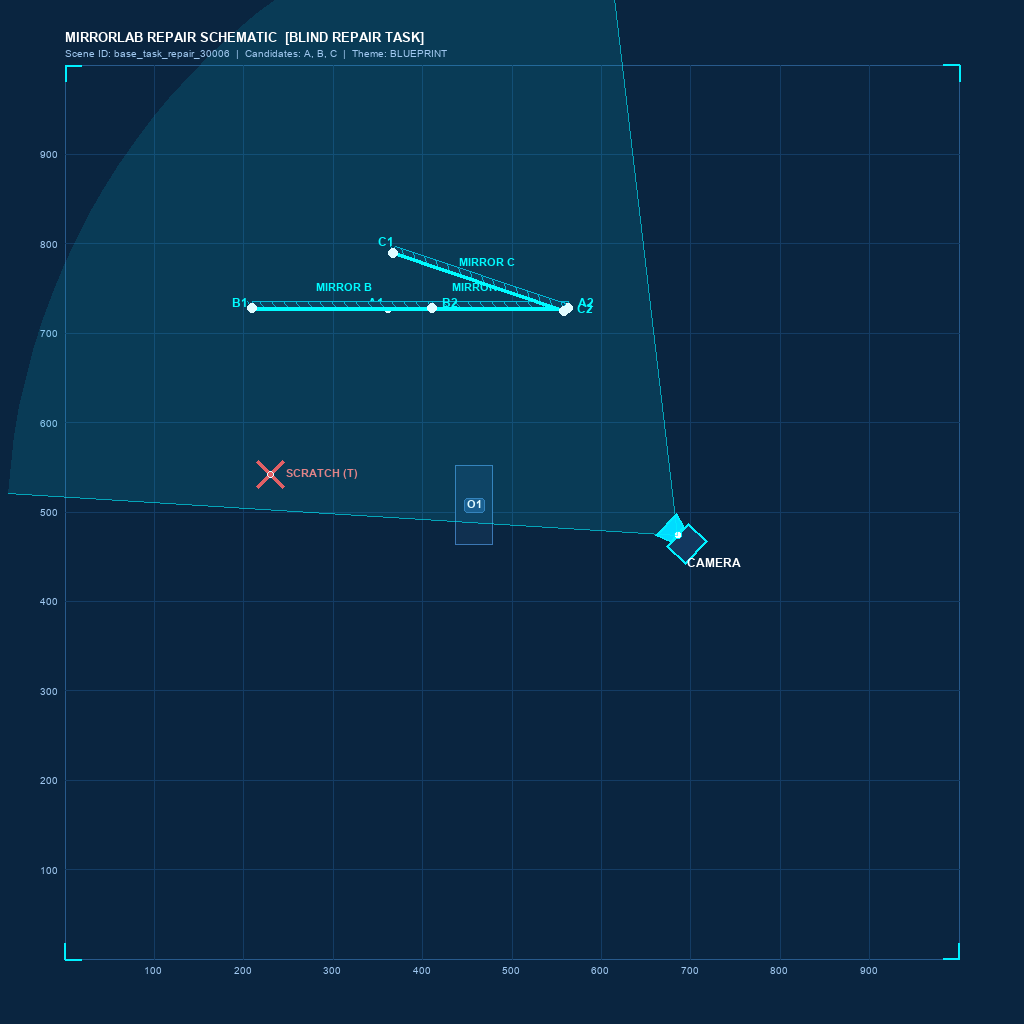 MIRRORLAB REPAIR SCHEMATIC [BLIND REPAIR TASK]
Scene ID: base_task_repair_30006 | Candidates: A, B, C | Theme: BLUEPRINT
900
C1
800
MIRROR C
MIRROR B
B1
B2
A2
C2
700
600
SCRATCH (T)
O1
500
CAMERA
400
300
200
100
100 200 300 400 500 600 700 800 900